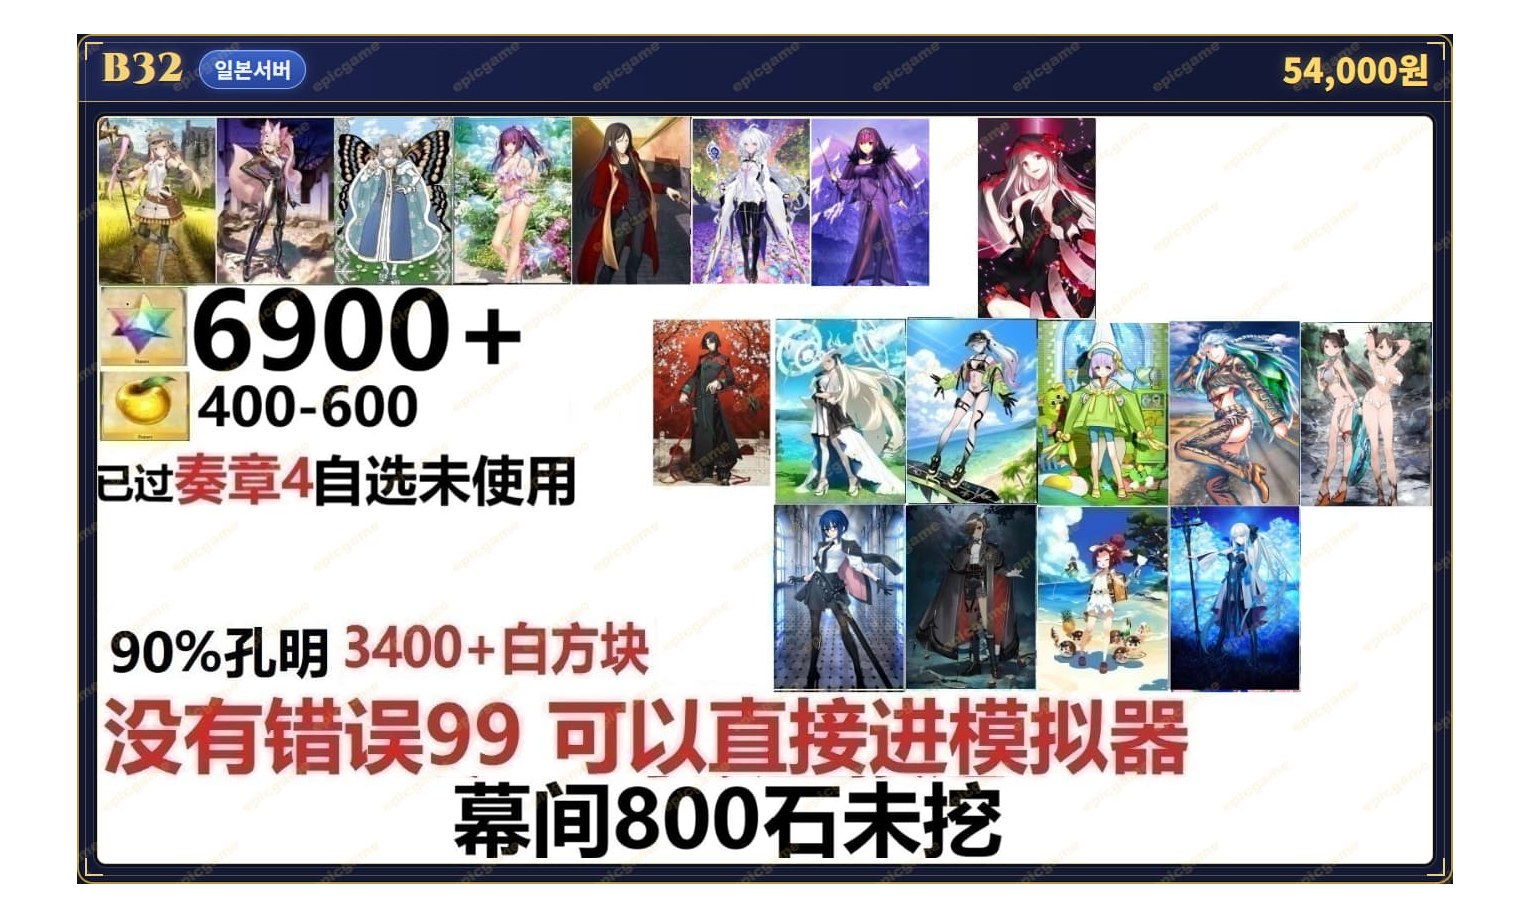 B32 일본서버 54,000원
6900+
400-600
已过奏章4自选未使用
90%孔明 3400+白方块
没有错误99 可以直接进模拟器
幕间800石未挖
epicgame